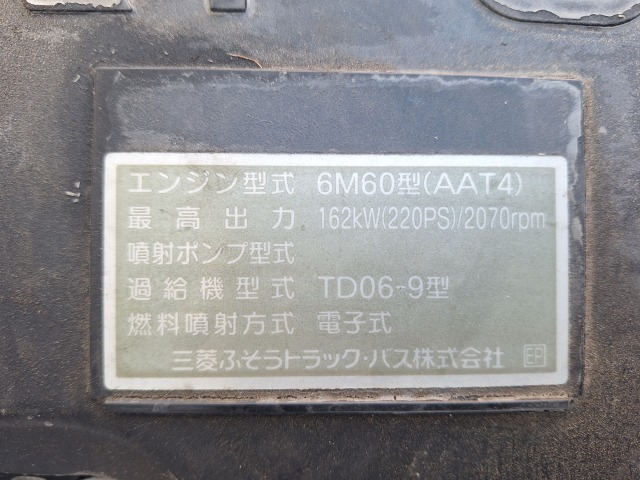 エンジン型式 6M60型(AAT4)
最高出力 162kW(220PS)/2070rpm
噴射ポンプ型式
過給機型式 TD06-9型
燃料噴射方式 電子式
三菱ふそうトラック・バス株式会社 EP